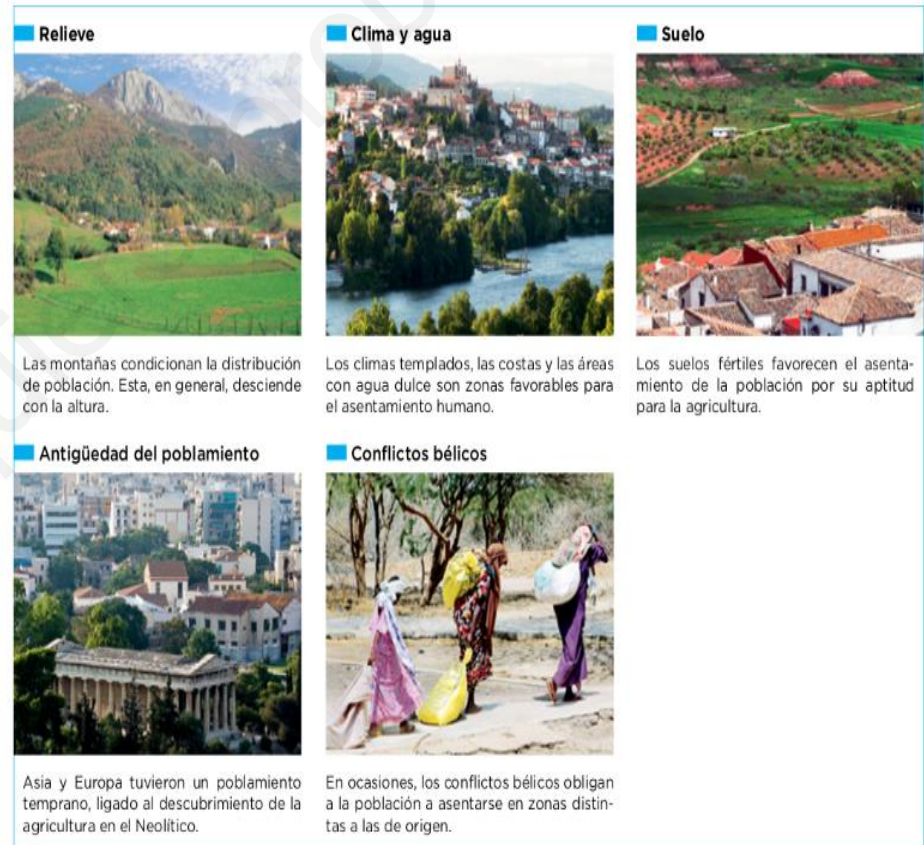 Relieve
Clima y agua
Suelo
Las montañas condicionan la distribución
de población. Esta, en general, desciende
con la altura.
Los climas templados, las costas y las áreas
con agua dulce son zonas favorables para
el asentamiento humano.
Los suelos fértiles favorecen el asenta-
miento de la población por su aptitud
para la agricultura.
Antigüedad del poblamiento
Conflictos bélicos
Asia y Europa tuvieron un poblamiento
temprano, ligado al descubrimiento de la
agricultura en el Neolítico.
En ocasiones, los conflictos bélicos obligan
a la población a asentarse en zonas distin-
tas a las de origen.